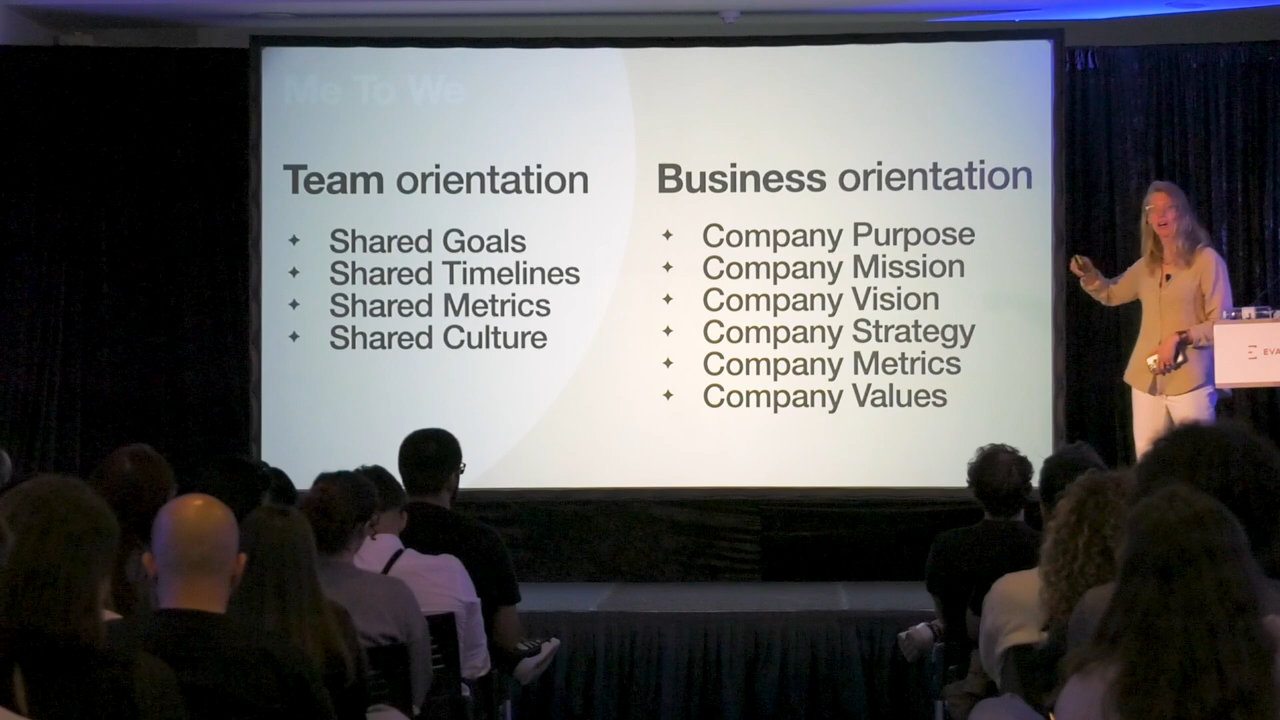 Me To We
Team orientation
Shared Goals
Shared Timelines
Shared Metrics
Shared Culture
Business orientation
Company Purpose
Company Mission
Company Vision
Company Strategy
Company Metrics
Company Values